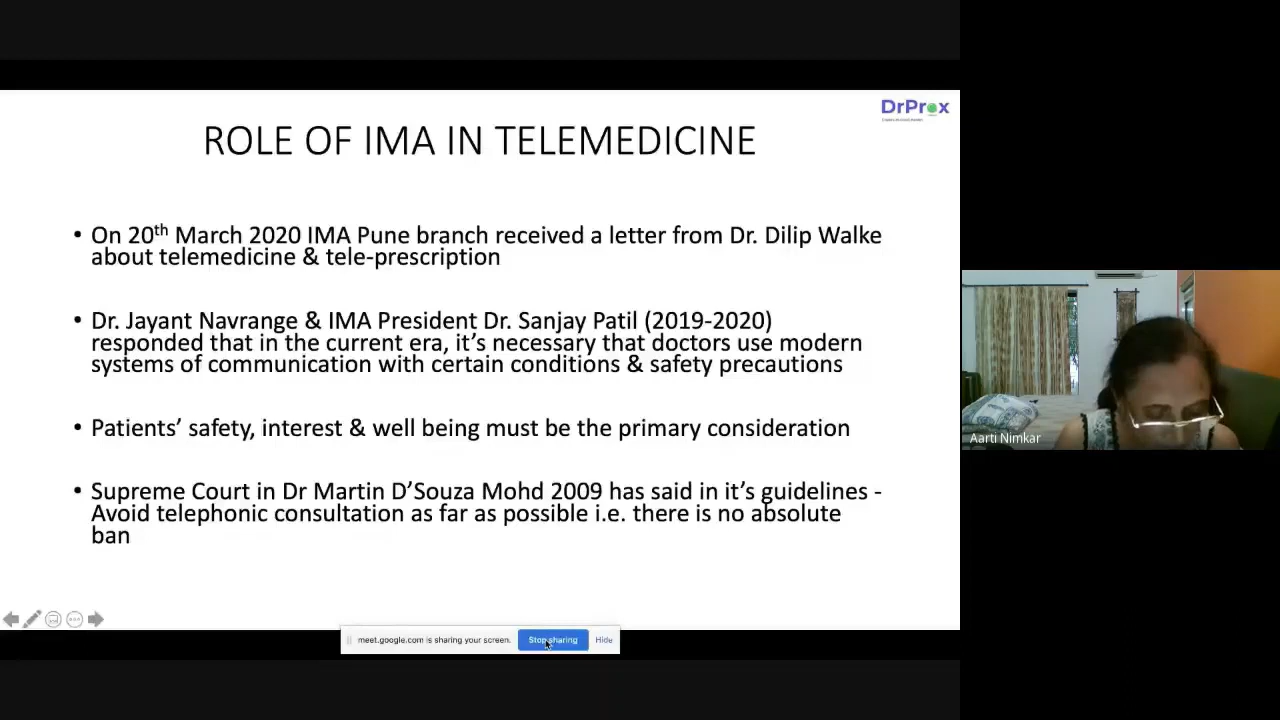 DrProx
ROLE OF IMA IN TELEMEDICINE
• On 20th March 2020 IMA Pune branch received a letter from Dr. Dilip Walke
about telemedicine & tele-prescription
• Dr. Jayant Navrange & IMA President Dr. Sanjay Patil (2019-2020)
responded that in the current era, it's necessary that doctors use modern
systems of communication with certain conditions & safety precautions
• Patients' safety, interest & well being must be the primary consideration
• Supreme Court in Dr Martin D'Souza Mohd 2009 has said in it's guidelines -
Avoid telephonic consultation as far as possible i.e. there is no absolute
ban
Aarti Nimkar
meet.google.com is sharing your screen.
Stop sharing
Hide